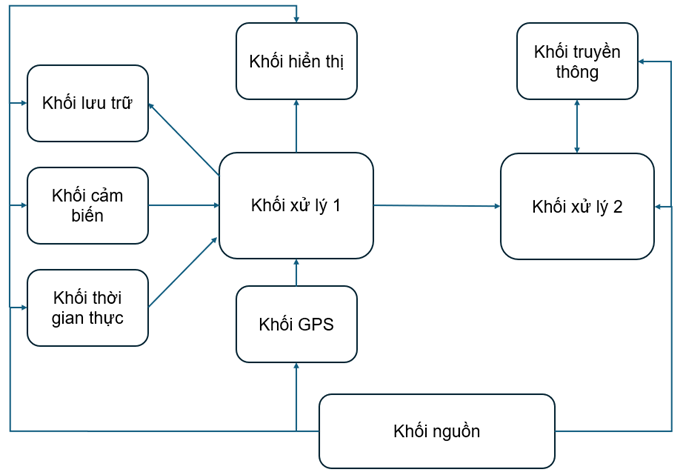 Khối hiển thị
Khối truyền
thông
Khối lưu trữ
Khối cảm
biến
Khối xử lý 1
Khối xử lý 2
Khối thời
gian thực
Khối GPS
Khối nguồn